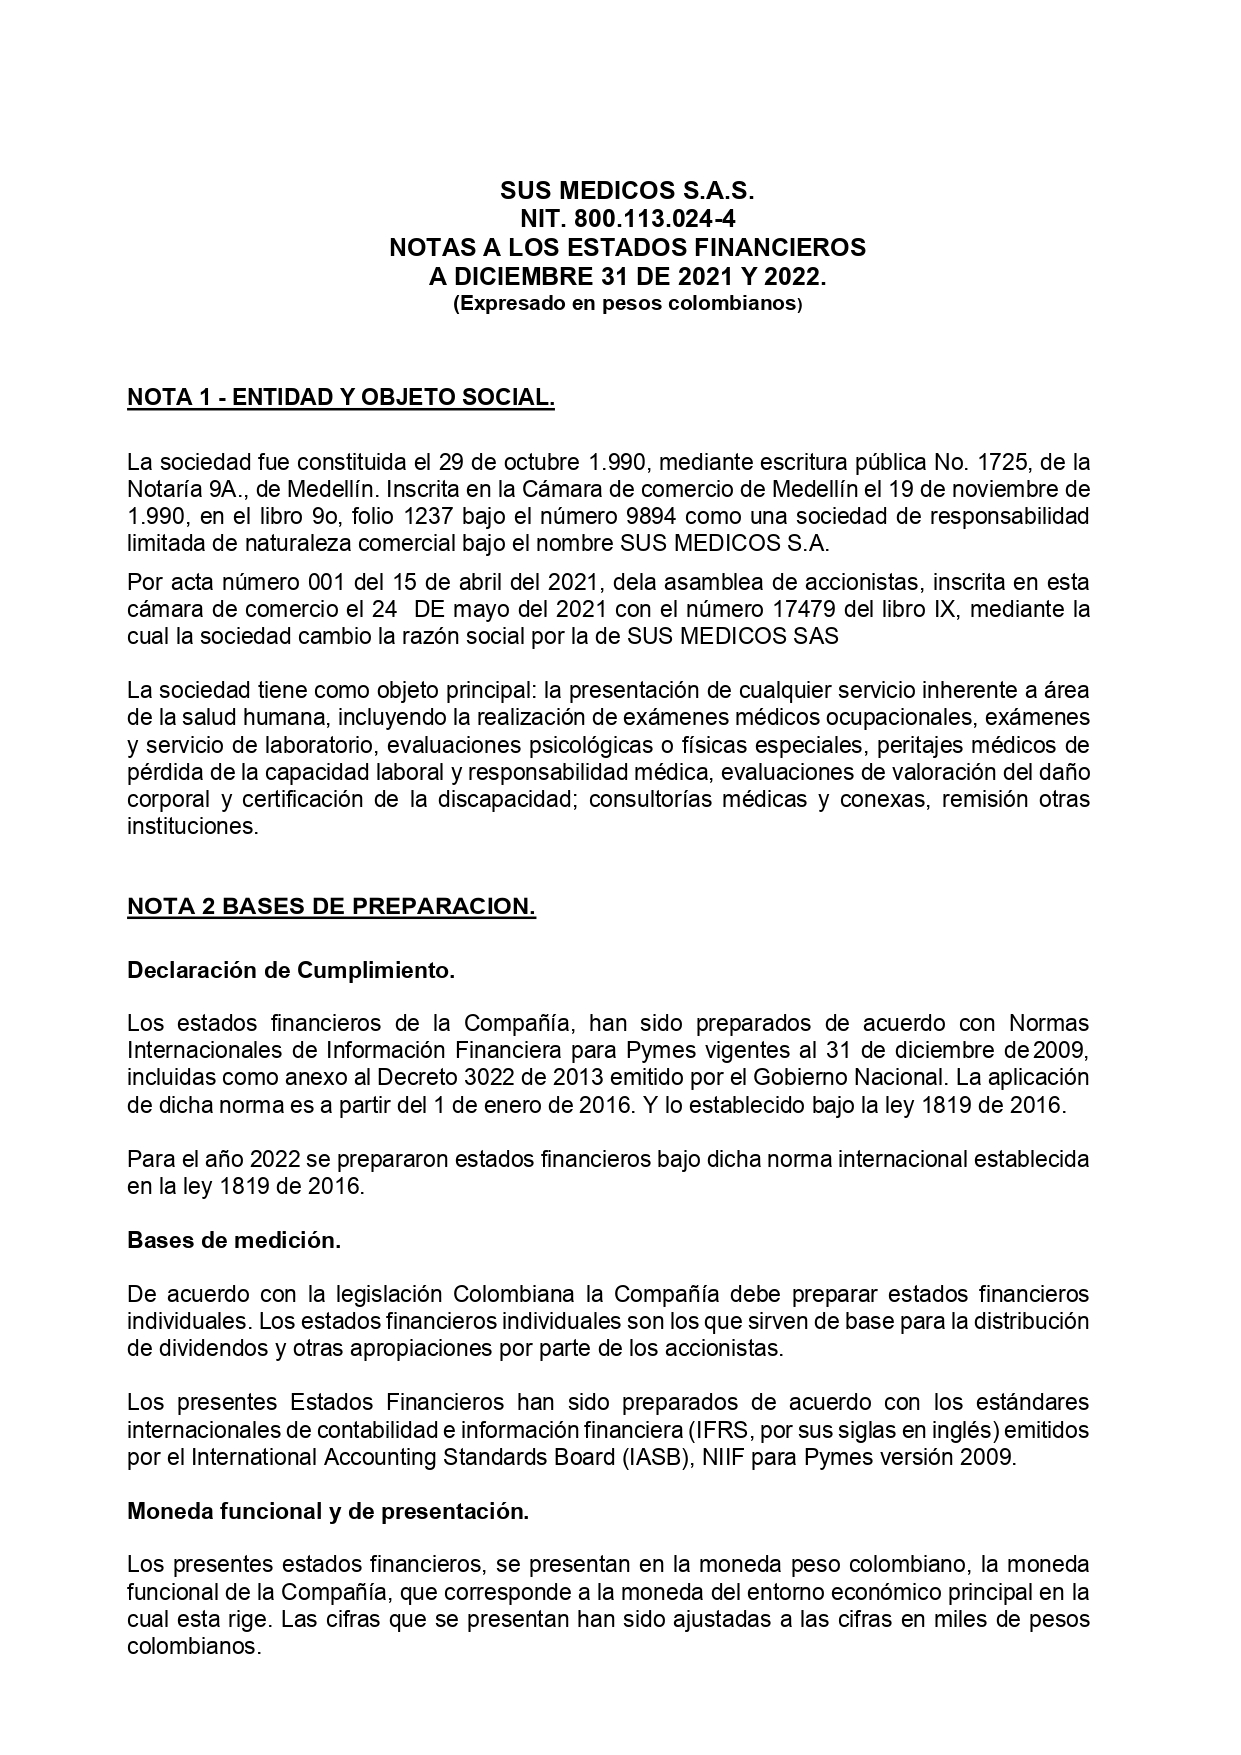 SUS MEDICOS S.A.S.
NIT. 800.113.024-4
NOTAS A LOS ESTADOS FINANCIEROS
A DICIEMBRE 31 DE 2021 Y 2022.
(Expresado en pesos colombianos)
NOTA 1 - ENTIDAD Y OBJETO SOCIAL.
La sociedad fue constituida el 29 de octubre 1.990, mediante escritura pública No. 1725, de la
Notaría 9A., de Medellín. Inscrita en la Cámara de comercio de Medellín el 19 de noviembre de
1.990, en el libro 9o, folio 1237 bajo el número 9894 como una sociedad de responsabilidad
limitada de naturaleza comercial bajo el nombre SUS MEDICOS S.A.
Por acta número 001 del 15 de abril del 2021, dela asamblea de accionistas, inscrita en esta
cámara de comercio el 24 DE mayo del 2021 con el número 17479 del libro IX, mediante la
cual la sociedad cambio la razón social por la de SUS MEDICOS SAS
La sociedad tiene como objeto principal: la presentación de cualquier servicio inherente a área
de la salud humana, incluyendo la realización de exámenes médicos ocupacionales, exámenes
y servicio de laboratorio, evaluaciones psicológicas o físicas especiales, peritajes médicos de
pérdida de la capacidad laboral y responsabilidad médica, evaluaciones de valoración del daño
corporal y certificación de la discapacidad; consultorías médicas y conexas, remisión otras
instituciones.
NOTA 2 BASES DE PREPARACION.
Declaración de Cumplimiento.
Los estados financieros de la Compañía, han sido preparados de acuerdo con Normas
Internacionales de Información Financiera para Pymes vigentes al 31 de diciembre de 2009,
incluidas como anexo al Decreto 3022 de 2013 emitido por el Gobierno Nacional. La aplicación
de dicha norma es a partir del 1 de enero de 2016. Y lo establecido bajo la ley 1819 de 2016.
Para el año 2022 se prepararon estados financieros bajo dicha norma internacional establecida
en la ley 1819 de 2016.
Bases de medición.
De acuerdo con la legislación Colombiana la Compañía debe preparar estados financieros
individuales. Los estados financieros individuales son los que sirven de base para la distribución
de dividendos y otras apropiaciones por parte de los accionistas.
Los presentes Estados Financieros han sido preparados de acuerdo con los estándares
internacionales de contabilidad e información financiera (IFRS, por sus siglas en inglés) emitidos
por el International Accounting Standards Board (IASB), NIIF para Pymes versión 2009.
Moneda funcional y de presentación.
Los presentes estados financieros, se presentan en la moneda peso colombiano, la moneda
funcional de la Compañía, que corresponde a la moneda del entorno económico principal en la
cual esta rige. Las cifras que se presentan han sido ajustadas a las cifras en miles de pesos
colombianos.